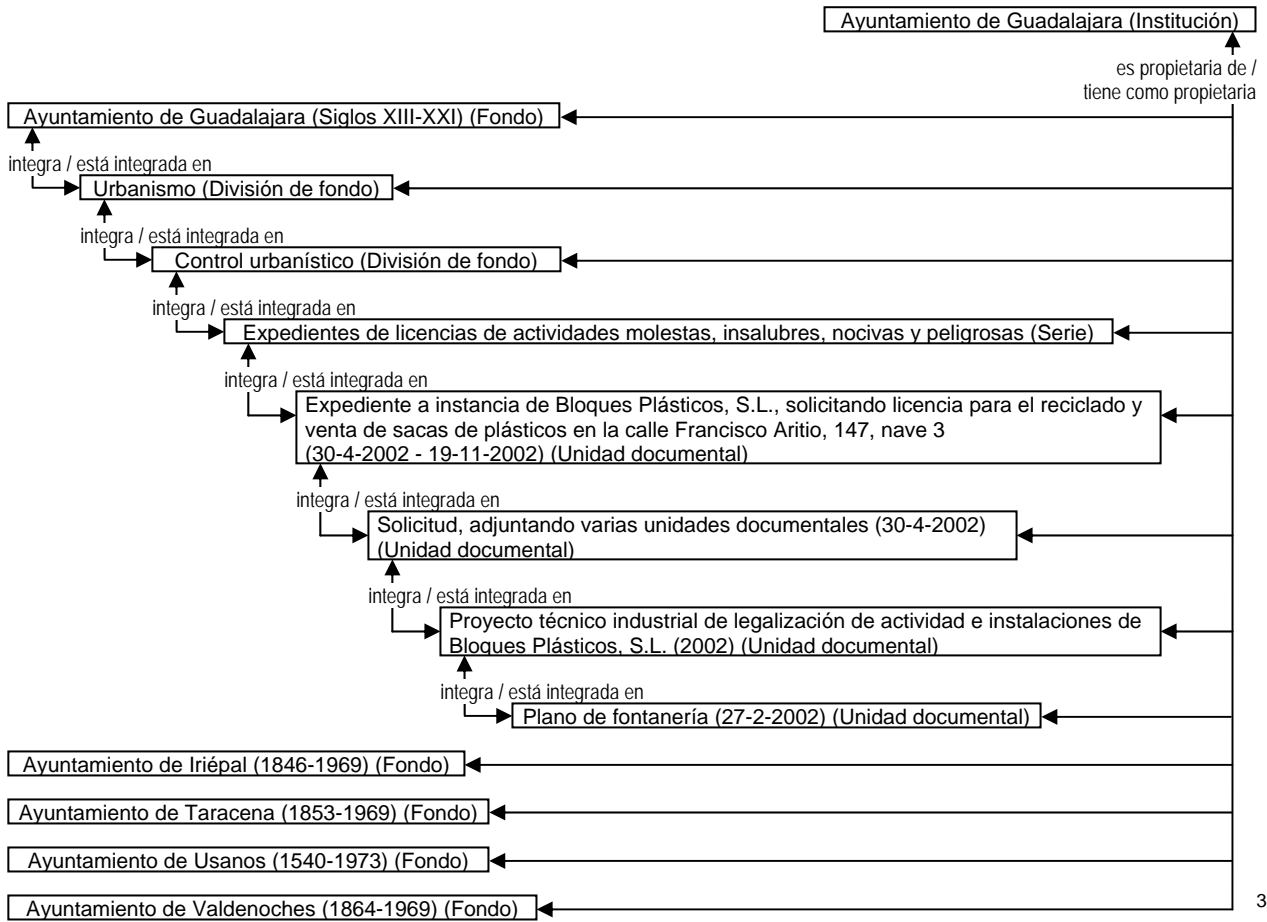 Ayuntamiento de Guadalajara (Institución)
es propietaria de /
tiene como propietaria
Ayuntamiento de Guadalajara (Siglos XIII-XXI) (Fondo)
integra / está integrada en
Urbanismo (División de fondo)
integra / está integrada en
Control urbanístico (División de fondo)
integra / está integrada en
Expedientes de licencias de actividades molestas, insalubres, nocivas y peligrosas (Serie)
integra / está integrada en
Expediente a instancia de Bloques Plásticos, S.L., solicitando licencia para el reciclado y
venta de sacas de plásticos en la calle Francisco Aritio, 147, nave 3
(30-4-2002 - 19-11-2002) (Unidad documental)
integra / está integrada en
Solicitud, adjuntando varias unidades documentales (30-4-2002)
(Unidad documental)
integra / está integrada en
Proyecto técnico industrial de legalización de actividad e instalaciones de
Bloques Plásticos, S.L. (2002) (Unidad documental)
integra / está integrada en
Plano de fontanería (27-2-2002) (Unidad documental)
Ayuntamiento de Iriépal (1846-1969) (Fondo)
Ayuntamiento de Taracena (1853-1969) (Fondo)
Ayuntamiento de Usanos (1540-1973) (Fondo)
Ayuntamiento de Valdenoches (1864-1969) (Fondo)
3